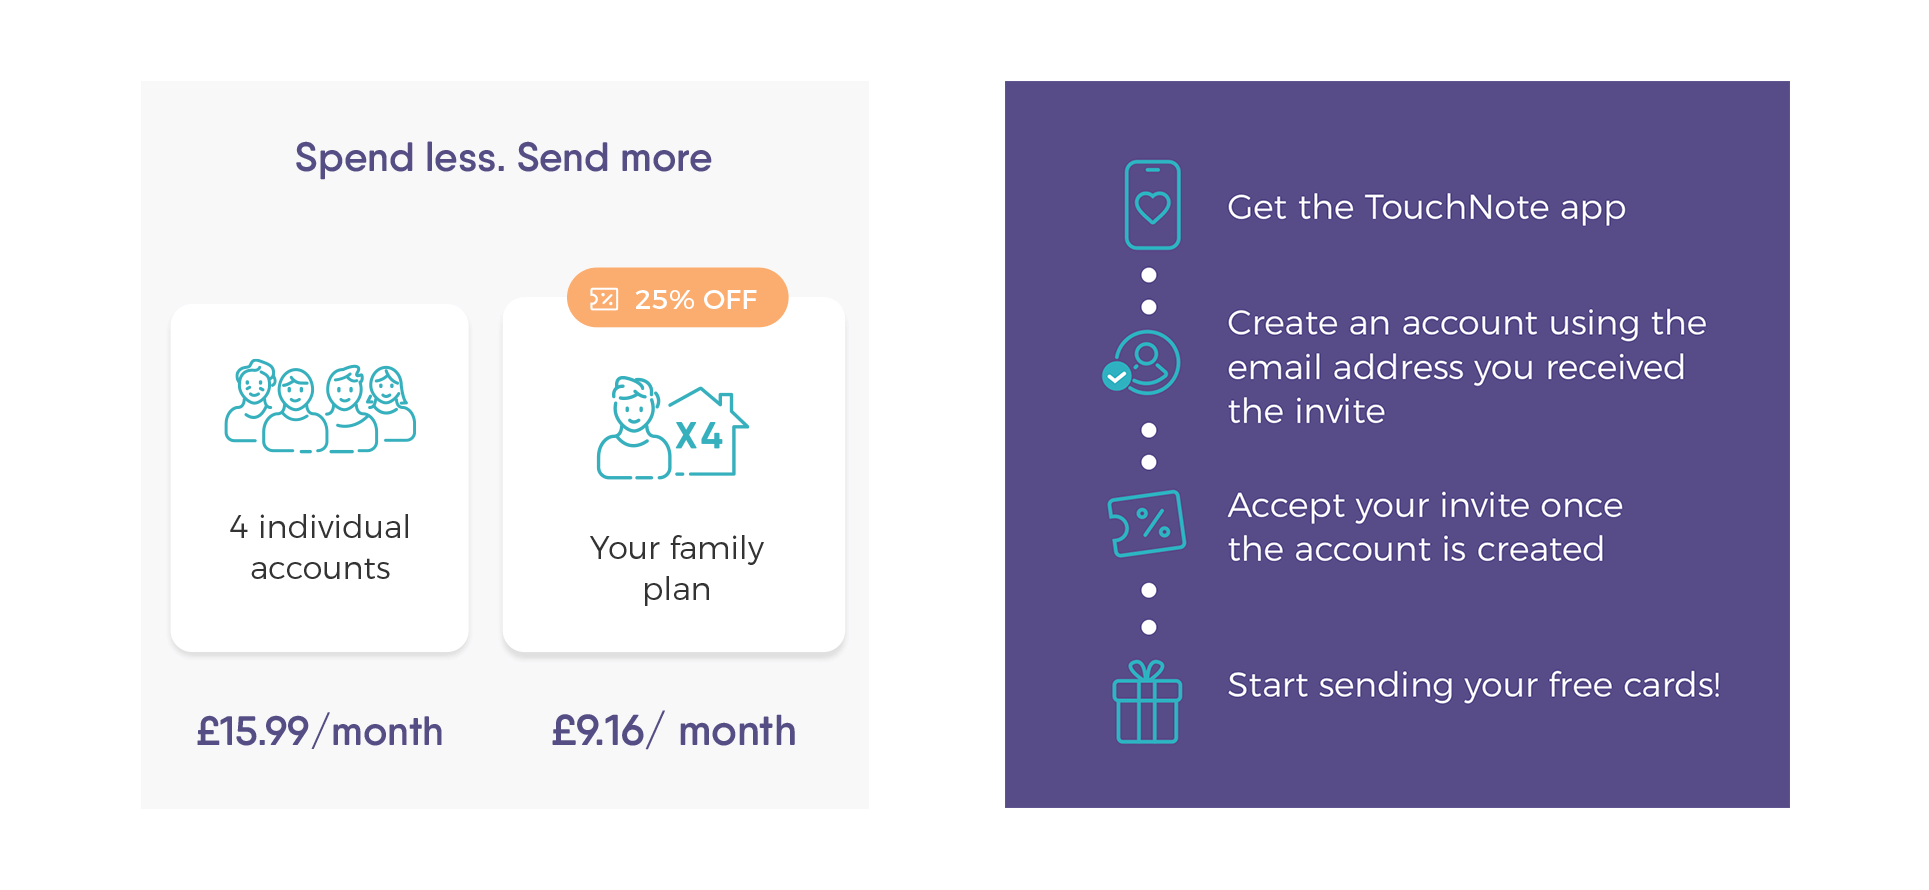 Spend less. Send more
25% OFF
X4
4 individual
accounts
Your family
plan
£15.99/month
£9.16/ month
Get the TouchNote app
Create an account using the
email address you received
the invite
Accept your invite once
the account is created
Start sending your free cards!